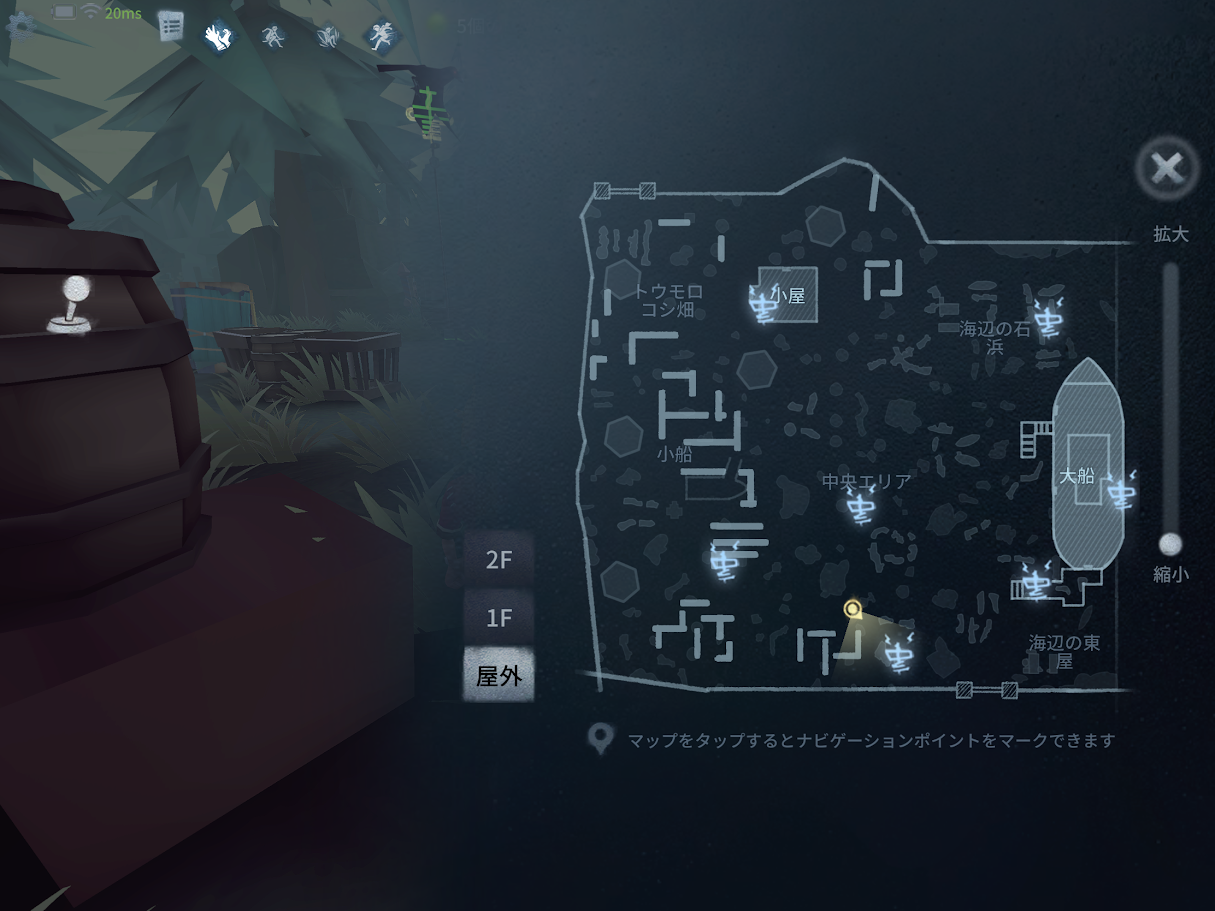 20ms
拡大
小屋
トウモロ
コシ畑
海辺の石
浜
小船
中央エリア
大船
2F
1F
屋外
縮小
海辺の東
屋
マップをタップするとナビゲーションポイントをマークできます